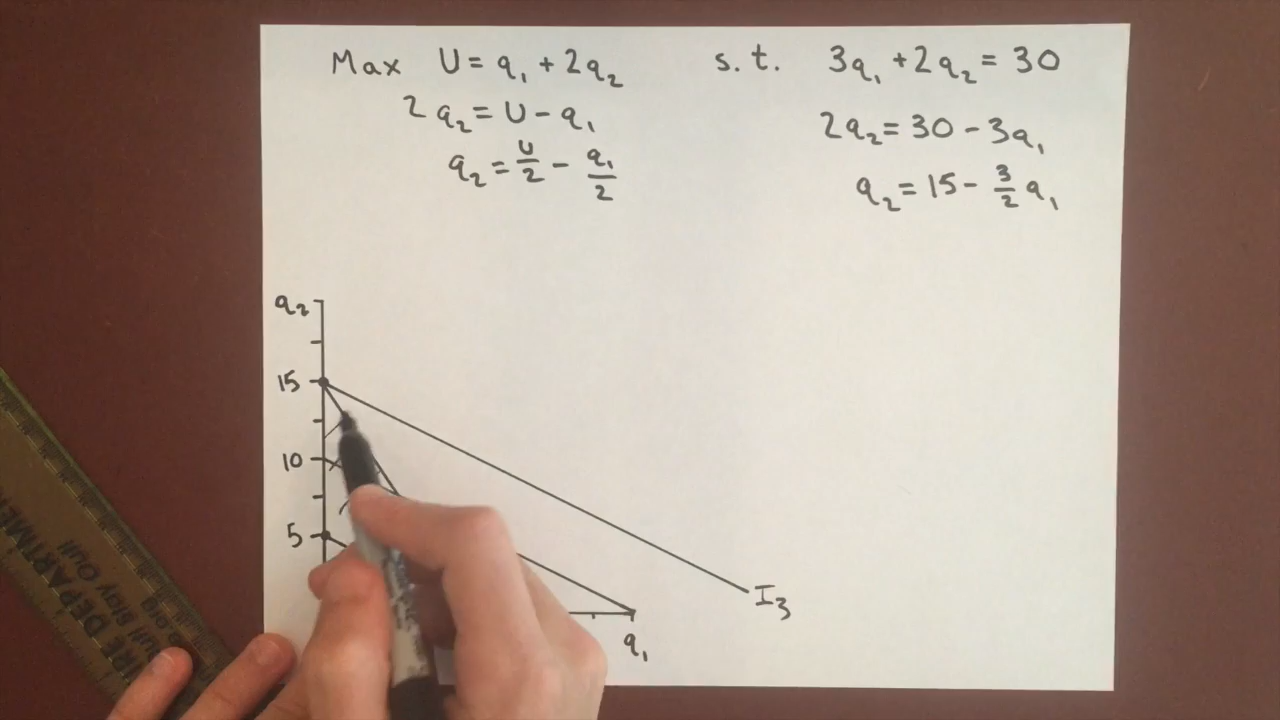 Max U = q₁ + 2q₂ s.t. 3q₁ + 2q₂ = 30
2q₂ = U - q₁ 2q₂ = 30 - 3q₁
q₂ = U/2 - q₁/2 q₂ = 15 - 3/2 q₁
q₂
15
10
5
I₃
q₁